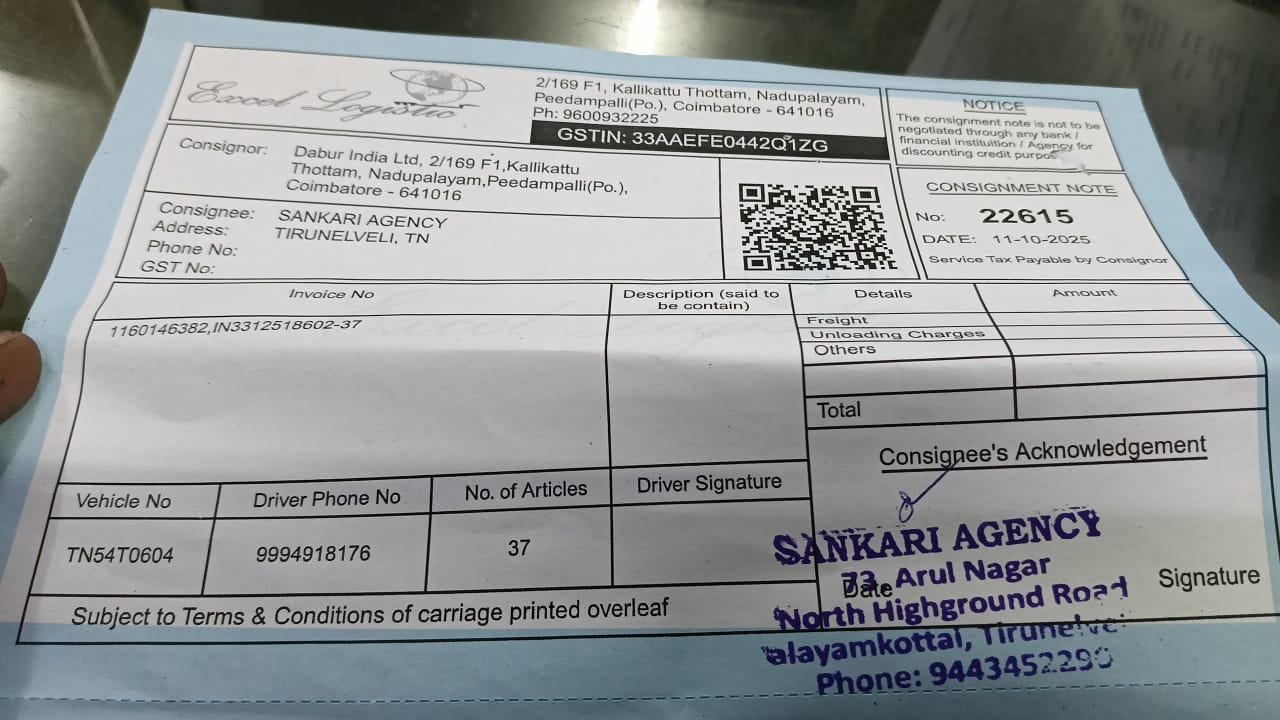 Excel Logistic
2/169 F1, Kallikattu Thottam, Nadupalayam,
Peedampalli(Po.), Coimbatore - 641016
Ph: 9600932225
GSTIN: 33AAEFE0442Q1ZG
NOTICE
The consignment note is not to be
negotiated through any bank /
financial instituition / Agency for
discounting credit
Consignor: Dabur India Ltd, 2/169 F1,Kallikattu
Thottam, Nadupalayam,Peedampalli(Po.),
Coimbatore - 641016
CONSIGNMENT NOTE
No: 22615
DATE: 11-10-2025
Service Tax Payable by Consignor
Consignee: SANKARI AGENCY
Address: TIRUNELVELI, TN
Phone No:
GST No:
Invoice No
Description (said to
be contain)
Details
Amount
1160146382,IN3312518602-37
Freight
Unloading Charges
Others
Total
Consignee's Acknowledgement
Vehicle No
Driver Phone No
No. of Articles
Driver Signature
TN54T0604
9994918176
37
SANKARI AGENCY
73, Arul Nagar
Date
Signature
North Highground Road
Phone:
Subject to Terms & Conditions of carriage printed overleaf